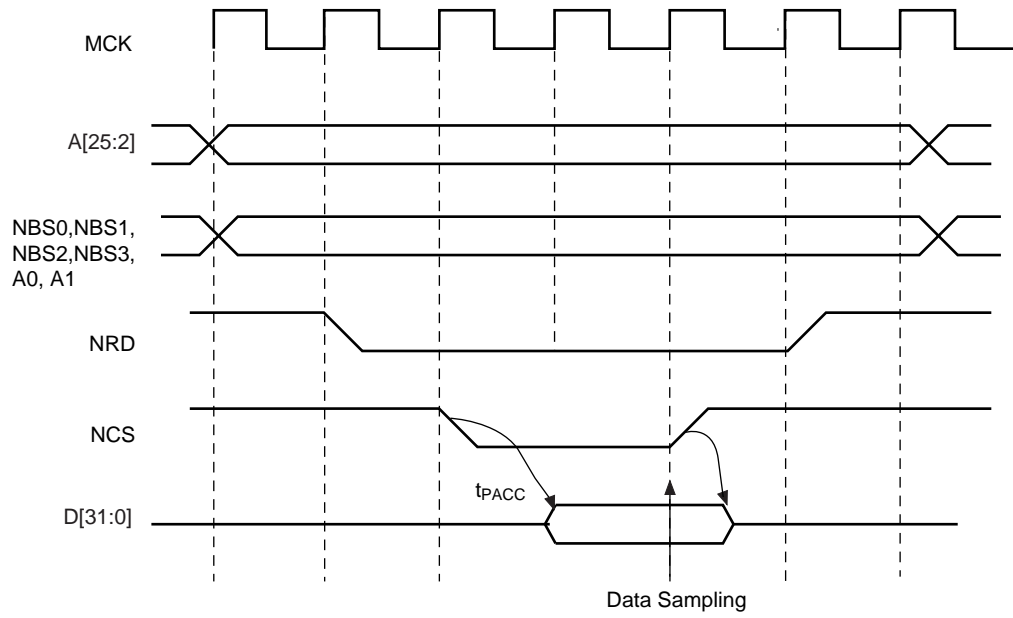 MCK
A[25:2]
NBS0,NBS1,
NBS2,NBS3,
A0, A1
NRD
NCS
tPACC
D[31:0]
Data Sampling